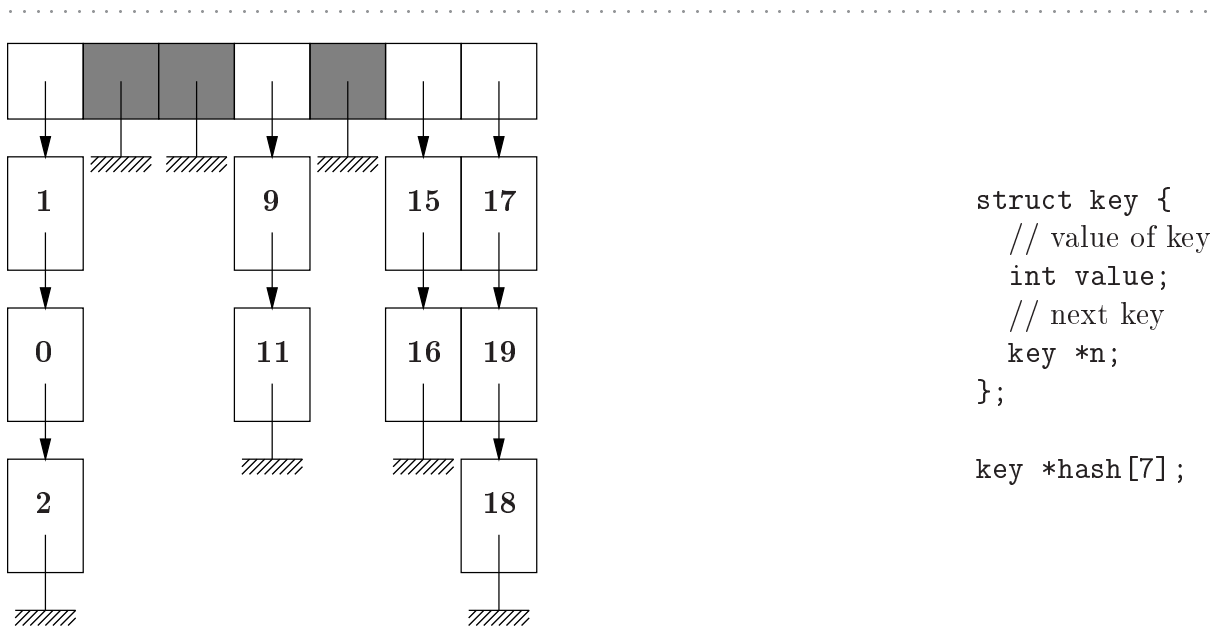 1
9
15 17
0
11
16 19
2
18
struct key {
// value of key
int value;
// next key
key *n;
};
key *hash[7];